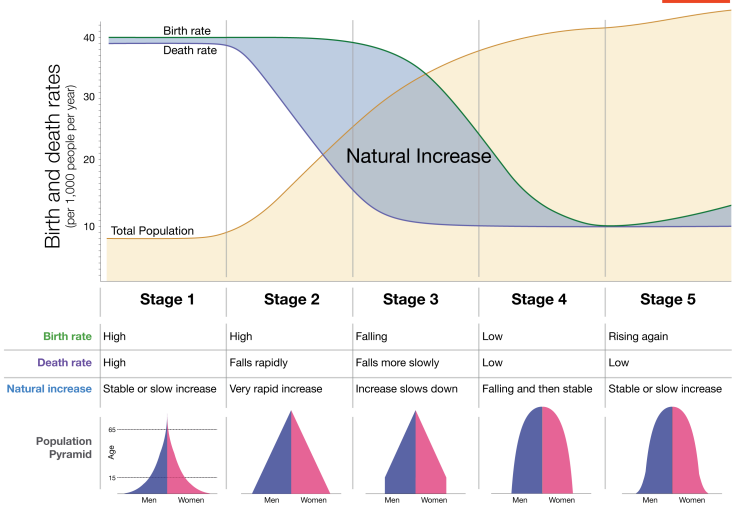 Birth and death rates
(per 1,000 people per year)
40
30
20
10
Birth rate
Death rate
Natural Increase
Total Population
Stage 1 Stage 2 Stage 3 Stage 4 Stage 5
Birth rate High High Falling Low Rising again
Death rate High Falls rapidly Falls more slowly Low Low
Natural increase Stable or slow increase Very rapid increase Increase slows down Falling and then stable Stable or slow increase
Population
Pyramid
65
Age
15
Men Women Men Women Men Women Men Women Men Women